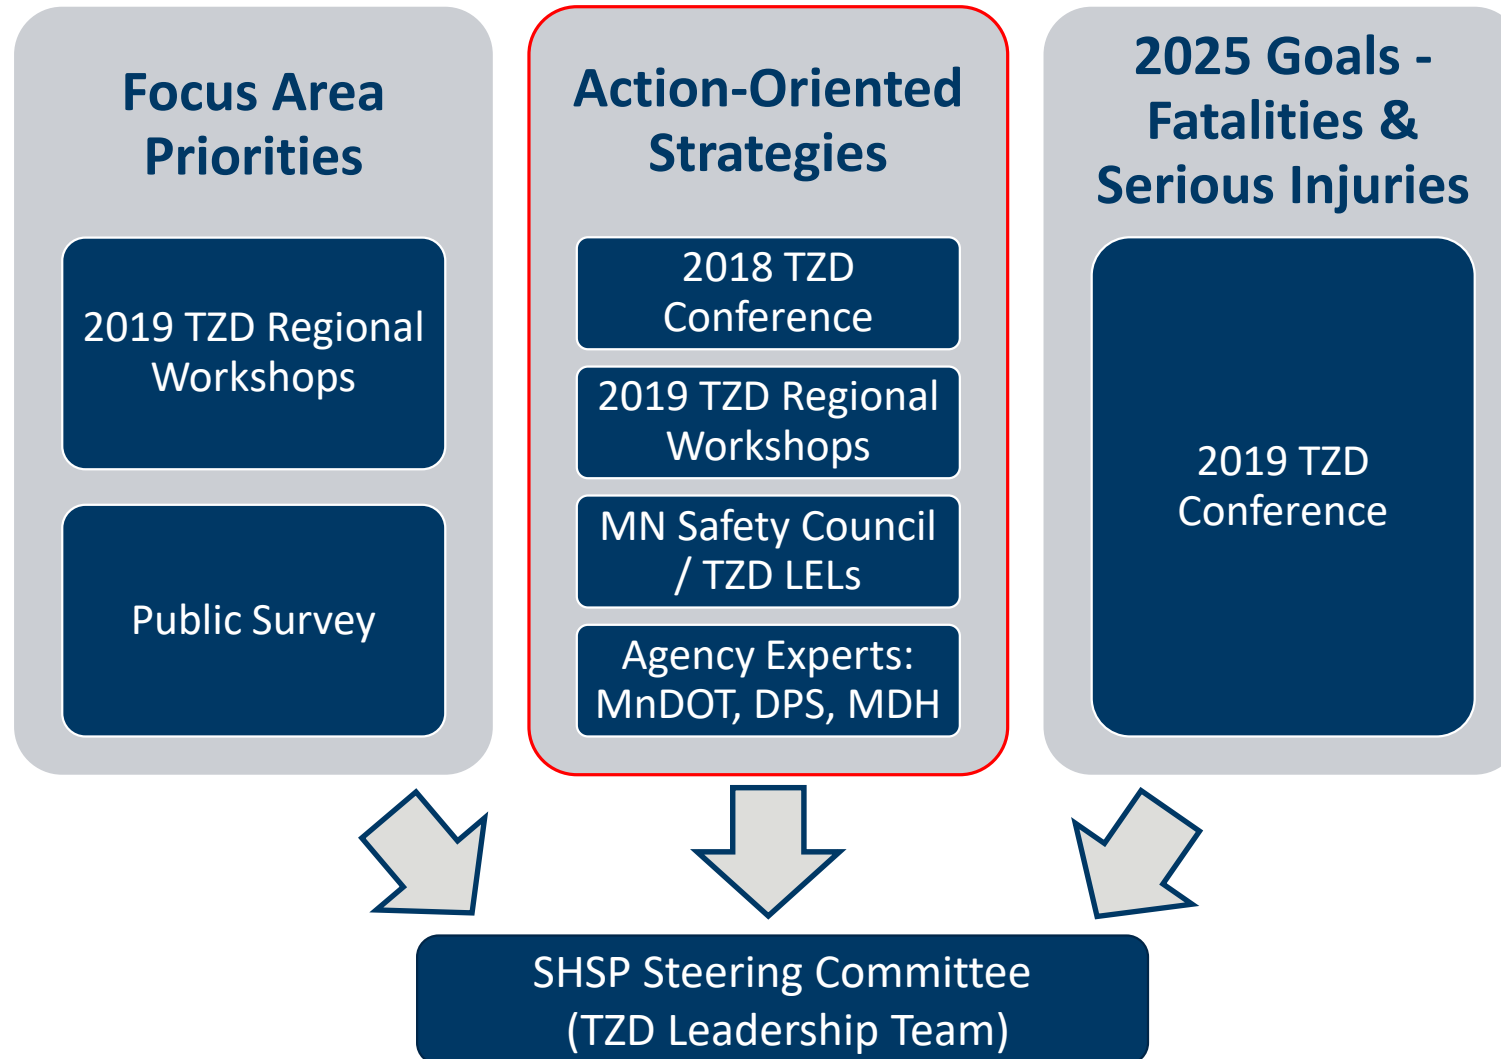 Focus Area
Priorities
2019 TZD Regional
Workshops
Public Survey
Action-Oriented
Strategies
2018 TZD
Conference
2019 TZD Regional
Workshops
MN Safety Council
/ TZD LELs
Agency Experts:
MnDOT, DPS, MDH
2025 Goals -
Fatalities &
Serious Injuries
2019 TZD
Conference
SHSP Steering Committee
(TZD Leadership Team)